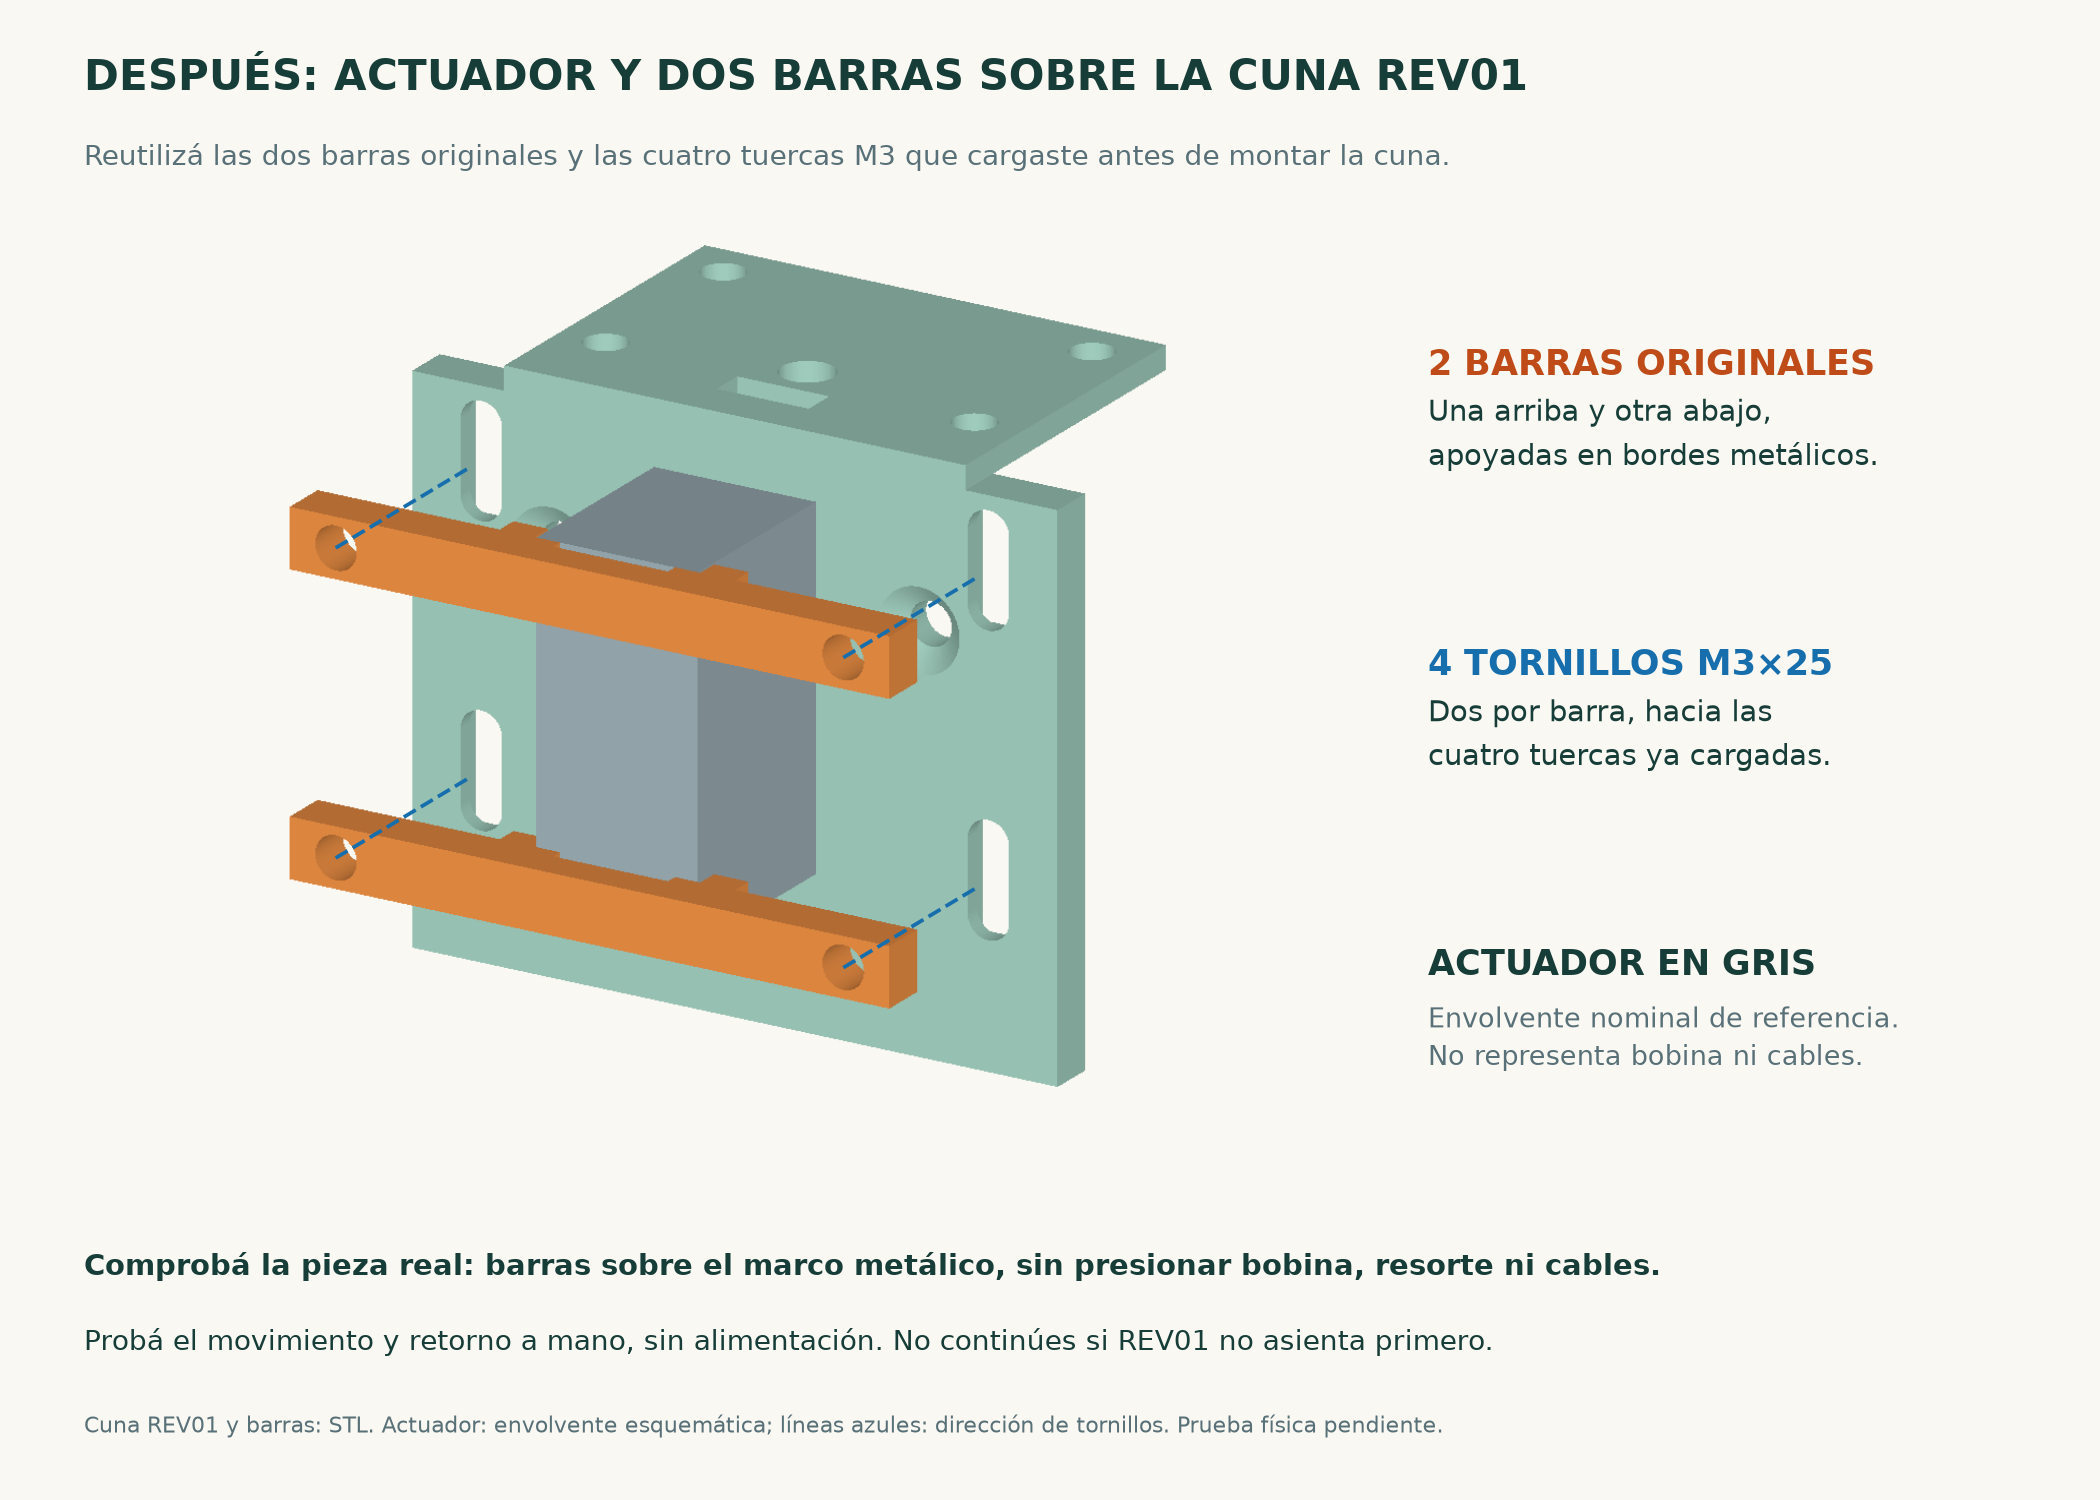 DESPUÉS: ACTUADOR Y DOS BARRAS SOBRE LA CUNA REV01
Reutilizá las dos barras originales y las cuatro tuercas M3 que cargaste antes de montar la cuna.
2 BARRAS ORIGINALES
Una arriba y otra abajo,
apoyadas en bordes metálicos.
4 TORNILLOS M3×25
Dos por barra, hacia las
cuatro tuercas ya cargadas.
ACTUADOR EN GRIS
Envolvente nominal de referencia.
No representa bobina ni cables.
Comprobá la pieza real: barras sobre el marco metálico, sin presionar bobina, resorte ni cables.
Probá el movimiento y retorno a mano, sin alimentación. No continúes si REV01 no asienta primero.
Cuna REV01 y barras: STL. Actuador: envolvente esquemática; líneas azules: dirección de tornillos. Prueba física pendiente.